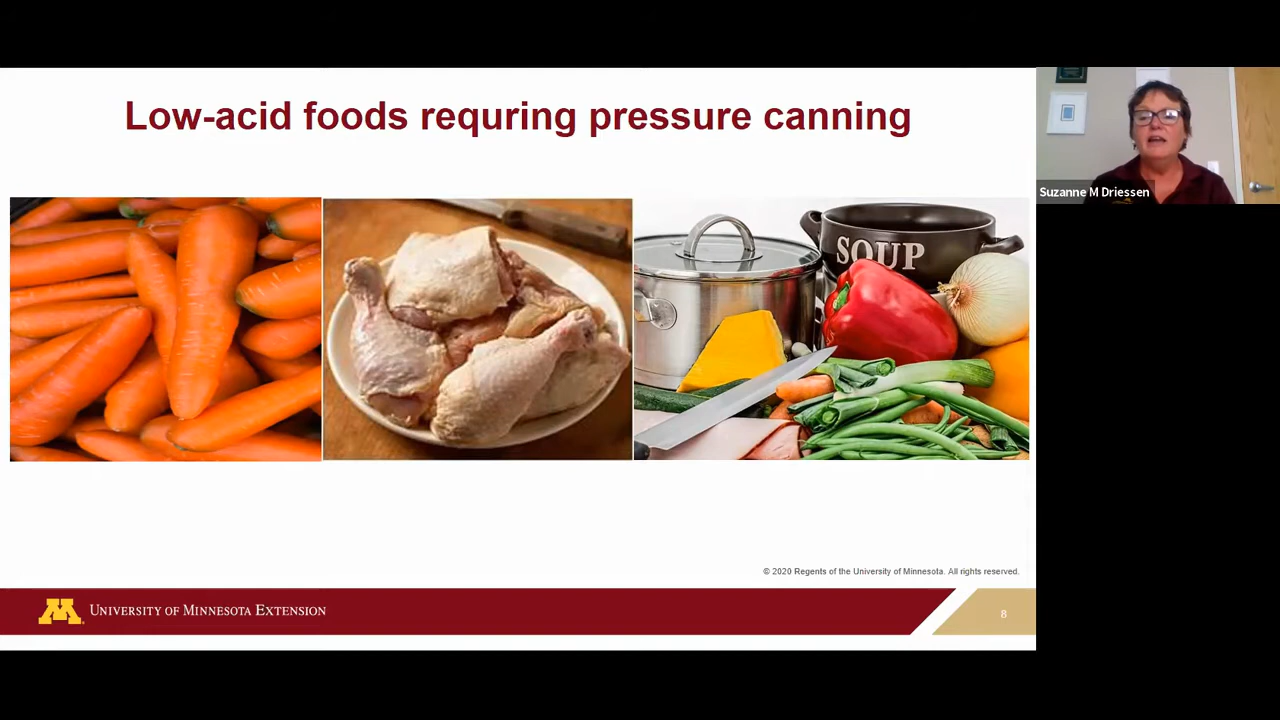 Low-acid foods requring pressure canning
Suzanne M Driessen
SOUP
© 2020 Regents of the University of Minnesota. All rights reserved.
M
UNIVERSITY OF MINNESOTA EXTENSION
8